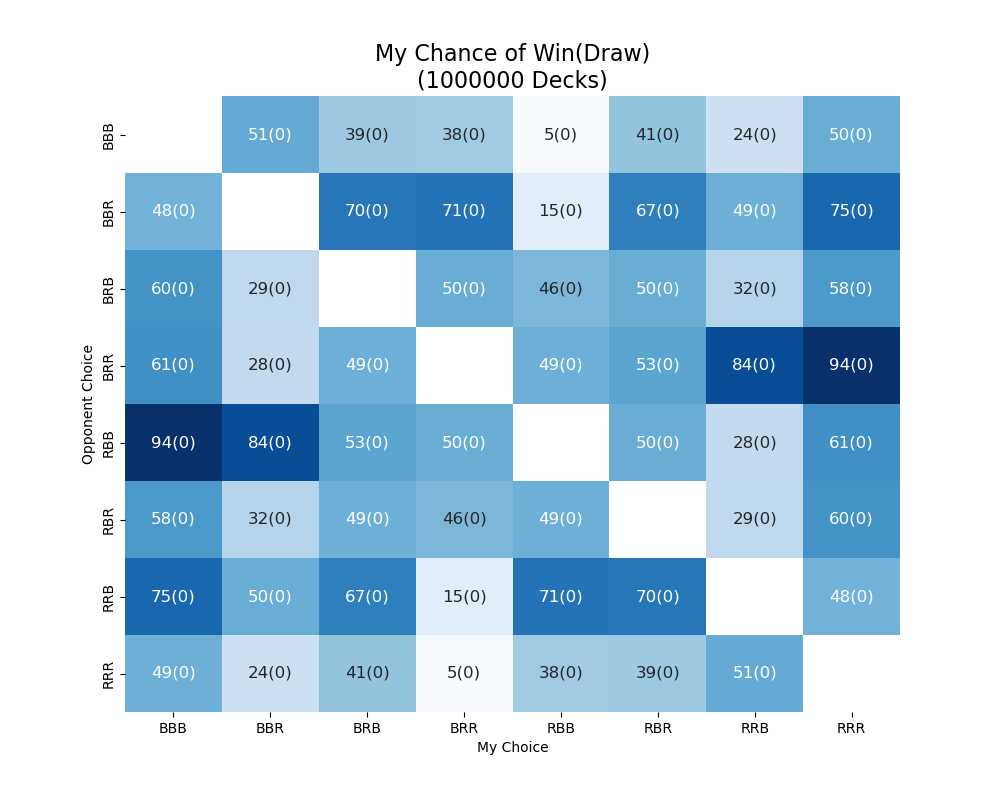 My Chance of Win(Draw)
(1000000 Decks)
Opponent Choice
BBB 51(0) 39(0) 38(0) 5(0) 41(0) 24(0) 50(0)
BBR 48(0) 70(0) 71(0) 15(0) 67(0) 49(0) 75(0)
BRB 60(0) 29(0) 50(0) 46(0) 50(0) 32(0) 58(0)
BRR 61(0) 28(0) 49(0) 49(0) 53(0) 84(0) 94(0)
RBB 94(0) 84(0) 53(0) 50(0) 50(0) 28(0) 61(0)
RBR 58(0) 32(0) 49(0) 46(0) 49(0) 29(0) 60(0)
RRB 75(0) 50(0) 67(0) 15(0) 71(0) 70(0) 48(0)
RRR 49(0) 24(0) 41(0) 5(0) 38(0) 39(0) 51(0)
BBB BBR BRB BRR RBB RBR RRB RRR
My Choice